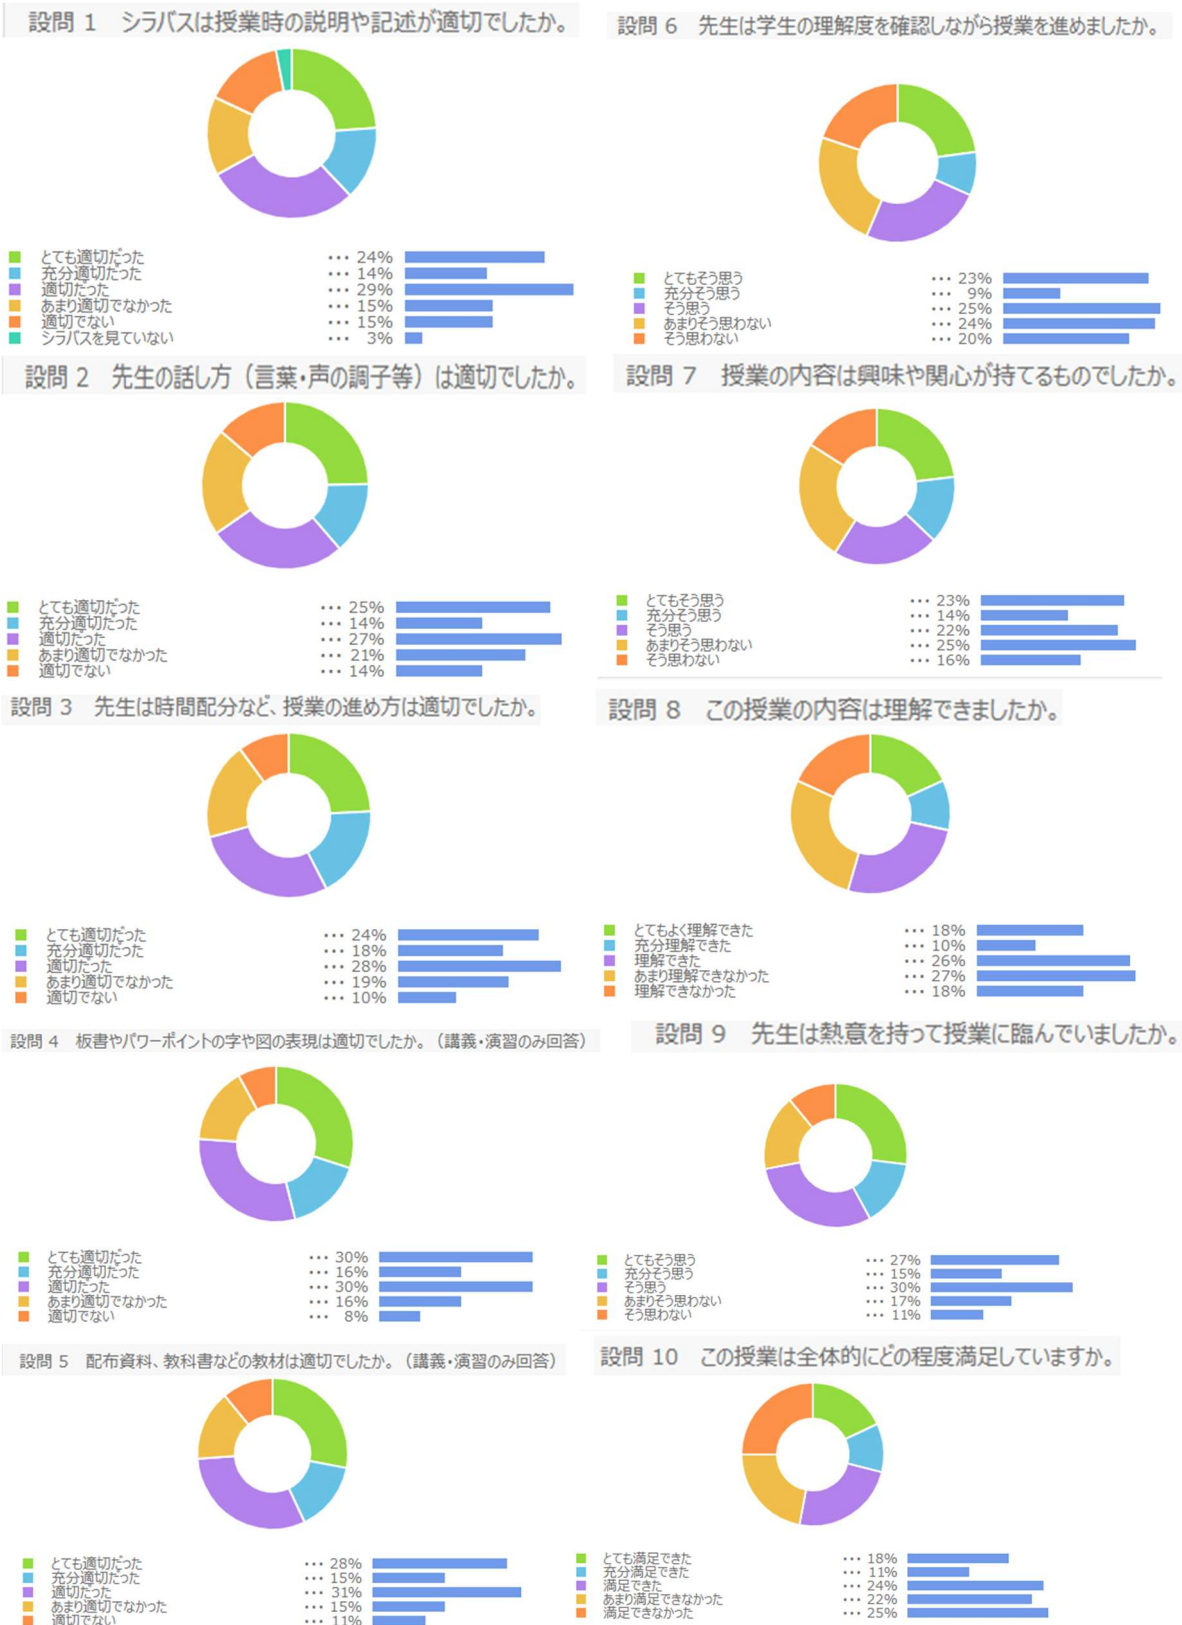 設問 1　シラバスは授業時の説明や記述が適切でしたか。
とても適切だった ･･･ 24%
充分適切だった ･･･ 14%
適切だった ･･･ 29%
あまり適切でなかった ･･･ 15%
適切でない ･･･ 15%
シラバスを見ていない ･･･ 3%
設問 2　先生の話し方（言葉・声の調子等）は適切でしたか。
とても適切だった ･･･ 25%
充分適切だった ･･･ 14%
適切だった ･･･ 27%
あまり適切でなかった ･･･ 21%
適切でない ･･･ 14%
設問 3　先生は時間配分など、授業の進め方は適切でしたか。
とても適切だった ･･･ 24%
充分適切だった ･･･ 18%
適切だった ･･･ 28%
あまり適切でなかった ･･･ 19%
適切でない ･･･ 10%
設問 4　板書やパワーポイントの字や図の表現は適切でしたか。（講義・演習のみ回答）
とても適切だった ･･･ 30%
充分適切だった ･･･ 16%
適切だった ･･･ 30%
あまり適切でなかった ･･･ 16%
適切でない ･･･ 8%
設問 5　配布資料、教科書などの教材は適切でしたか。（講義・演習のみ回答）
とても適切だった ･･･ 28%
充分適切だった ･･･ 15%
適切だった ･･･ 31%
あまり適切でなかった ･･･ 15%
適切でない ･･･ 11%
設問 6　先生は学生の理解度を確認しながら授業を進めましたか。
とてもそう思う ･･･ 23%
充分そう思う ･･･ 9%
そう思う ･･･ 25%
あまりそう思わない ･･･ 24%
そう思わない ･･･ 20%
設問 7　授業の内容は興味や関心が持てるものでしたか。
とてもそう思う ･･･ 23%
充分そう思う ･･･ 14%
そう思う ･･･ 22%
あまりそう思わない ･･･ 25%
そう思わない ･･･ 16%
設問 8　この授業の内容は理解できましたか。
とてもよく理解できた ･･･ 18%
充分理解できた ･･･ 10%
理解できた ･･･ 26%
あまり理解できなかった ･･･ 27%
理解できなかった ･･･ 18%
設問 9　先生は熱意を持って授業に臨んでいましたか。
とてもそう思う ･･･ 27%
充分そう思う ･･･ 15%
そう思う ･･･ 30%
あまりそう思わない ･･･ 17%
そう思わない ･･･ 11%
設問 10　この授業は全体的にどの程度満足していますか。
とても満足できた ･･･ 18%
充分満足できた ･･･ 11%
満足できた ･･･ 24%
あまり満足できなかった ･･･ 22%
満足できなかった ･･･ 25%